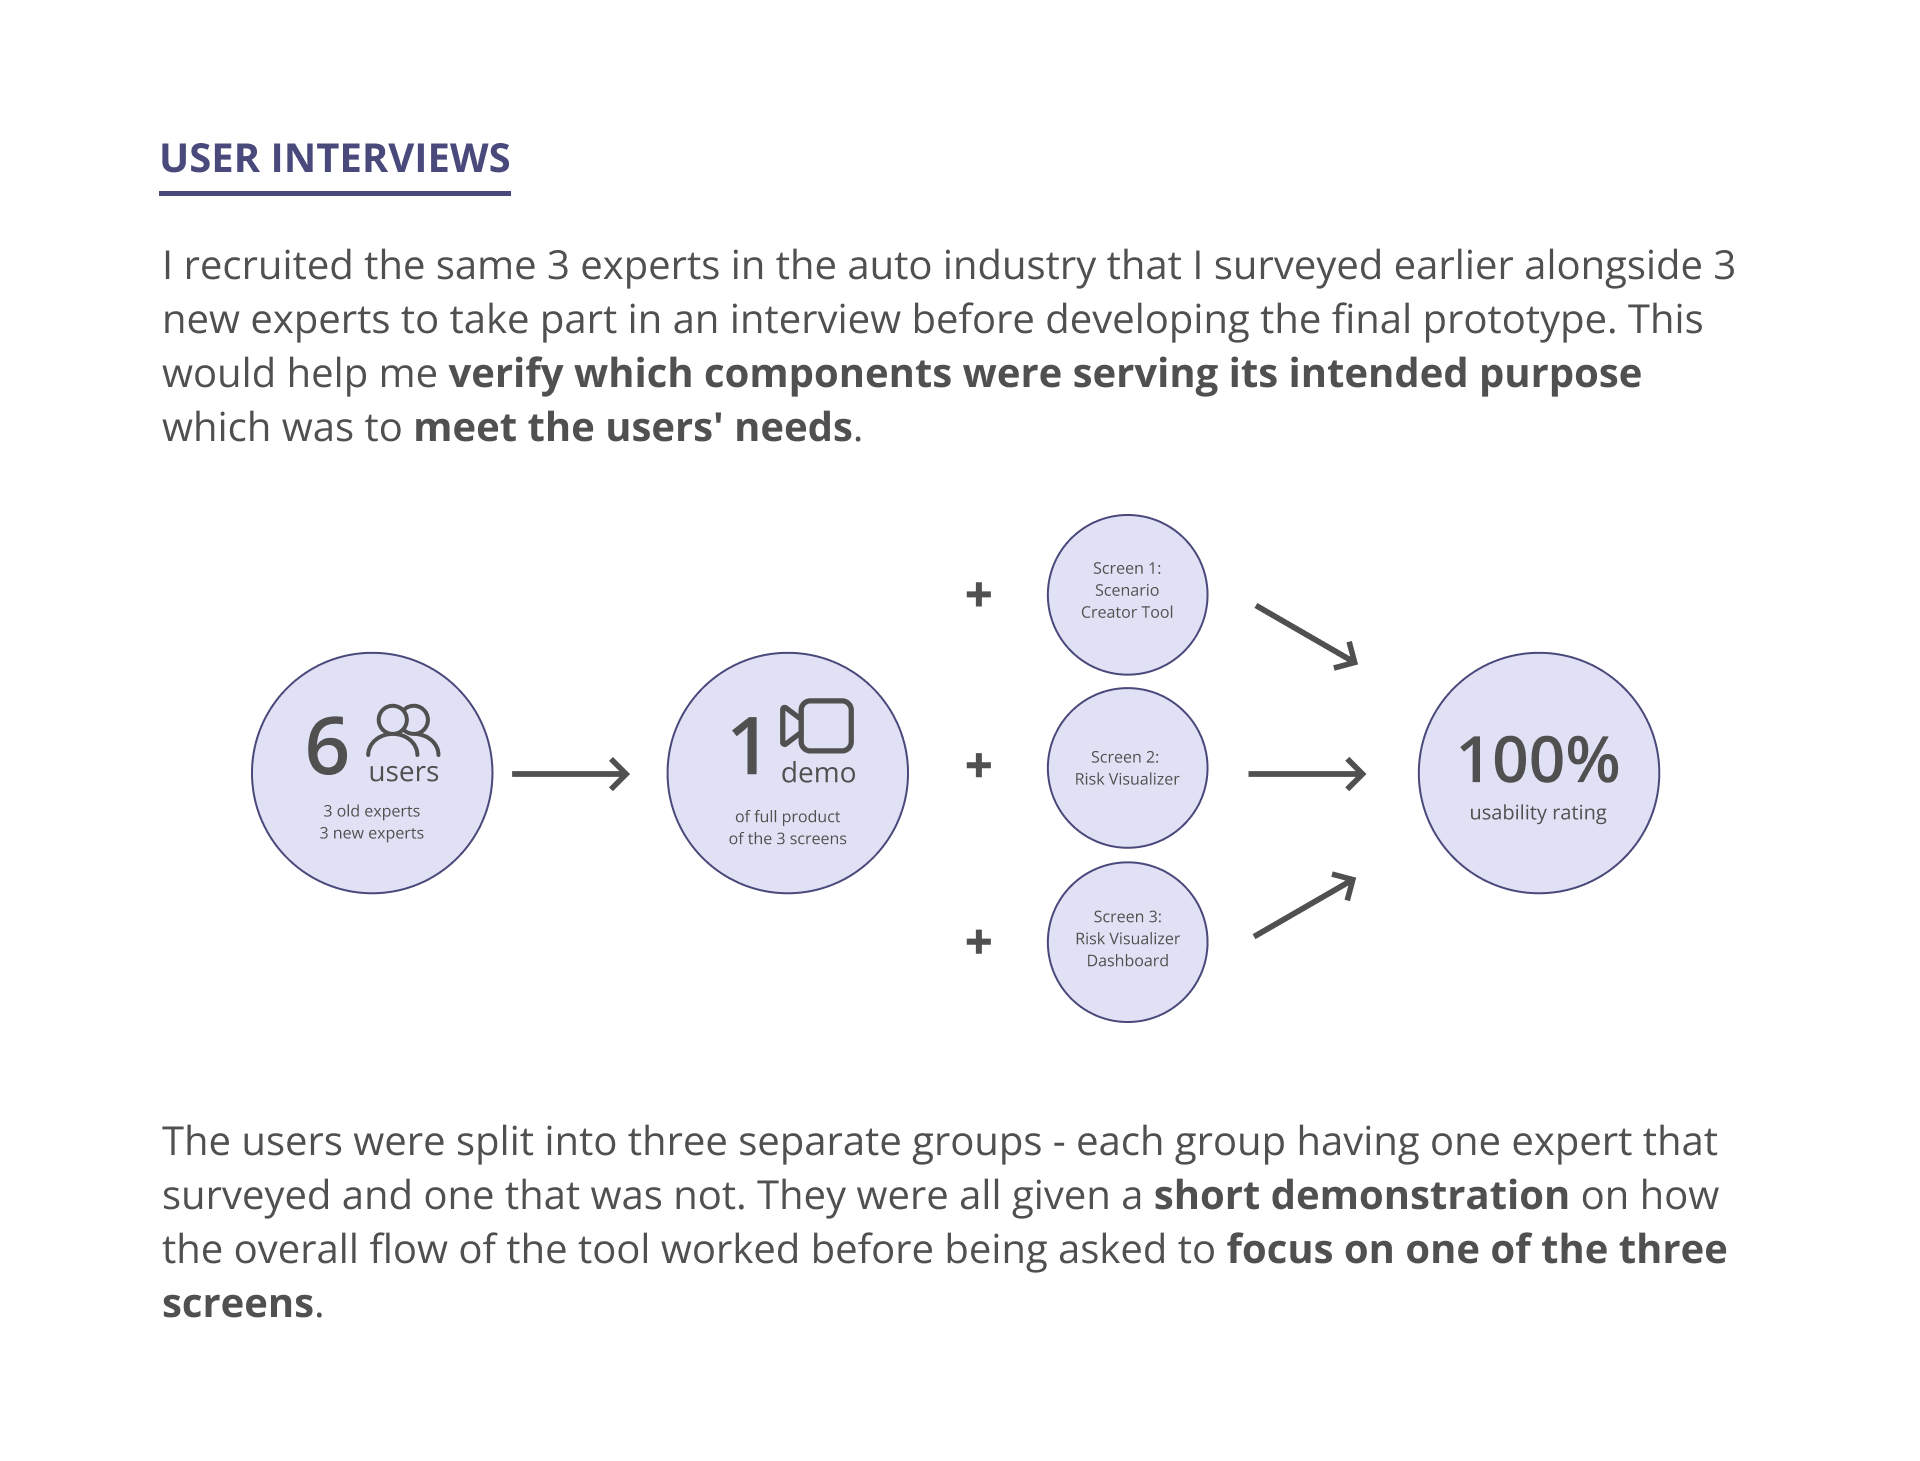 USER INTERVIEWS
I recruited the same 3 experts in the auto industry that I surveyed earlier alongside 3
new experts to take part in an interview before developing the final prototype. This
would help me verify which components were serving its intended purpose
which was to meet the users' needs.
6 users
3 old experts
3 new experts
1 demo
of full product
of the 3 screens
+
Screen 1:
Scenario
Creator Tool
+
Screen 2:
Risk Visualizer
+
Screen 3:
Risk Visualizer
Dashboard
100%
usability rating
The users were split into three separate groups - each group having one expert that
surveyed and one that was not. They were all given a short demonstration on how
the overall flow of the tool worked before being asked to focus on one of the three
screens.